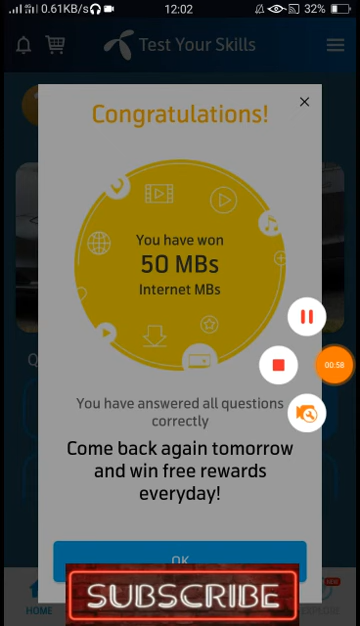 0.61KB/s 12:02 32%
Test Your Skills
Congratulations!
You have won
50 MBs
Internet MBs
00:58
Q
You have answered all questions
correctly
Come back again tomorrow
and win free rewards
everyday!
OK
SUBSCRIBE
HOME